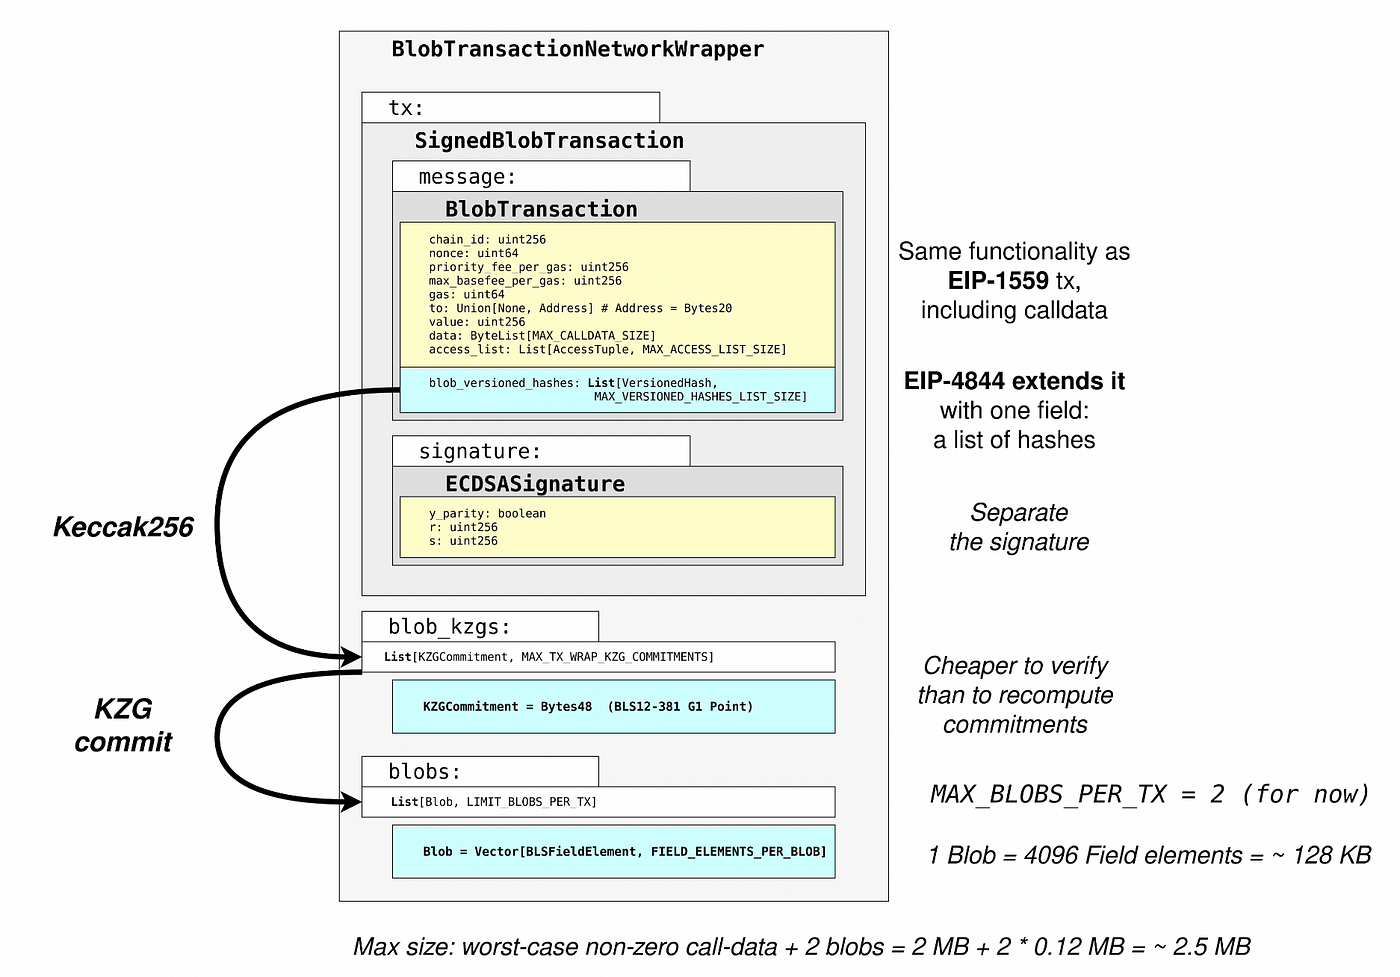 BlobTransactionNetworkWrapper
tx:
SignedBlobTransaction
message:
BlobTransaction
chain_id: uint256
nonce: uint64
priority_fee_per_gas: uint256
max_basefee_per_gas: uint256
gas: uint64
to: Union[None, Address] # Address = Bytes20
value: uint256
data: ByteList[MAX_CALLDATA_SIZE]
access_list: List[AccessTuple, MAX_ACCESS_LIST_SIZE]
blob_versioned_hashes: List[VersionedHash,
MAX_VERSIONED_HASHES_LIST_SIZE]
Same functionality as
EIP-1559 tx,
including calldata
EIP-4844 extends it
with one field:
a list of hashes
signature:
ECDSASignature
y_parity: boolean
r: uint256
s: uint256
Separate
the signature
Keccak256
blob_kzgs:
List[KZGCommitment, MAX_TX_WRAP_KZG_COMMITMENTS]
KZGCommitment = Bytes48 (BLS12-381 G1 Point)
Cheaper to verify
than to recompute
commitments
KZG
commit
blobs:
List[Blob, LIMIT_BLOBS_PER_TX]
Blob = Vector[BLSFieldElement, FIELD_ELEMENTS_PER_BLOB]
MAX_BLOBS_PER_TX = 2 (for now)
1 Blob = 4096 Field elements = ~ 128 KB
Max size: worst-case non-zero call-data + 2 blobs = 2 MB + 2 * 0.12 MB = ~ 2.5 MB